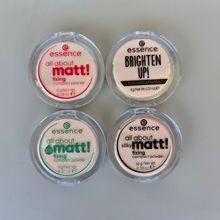 essence
all about
matt!
fixing
compact powder
essence
BRIGHTEN
UP!
essence
all about
matt!
fixing
compact powder
essence
all about
silky matt!
fixing
compact powder